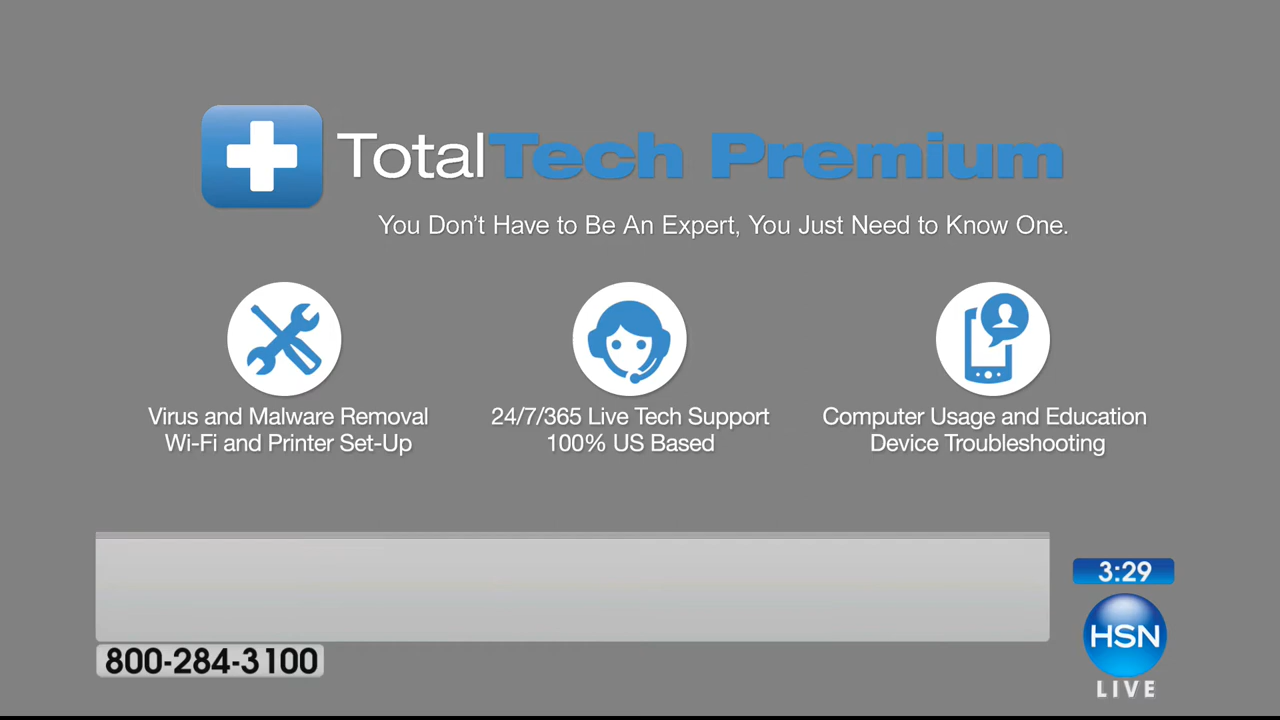 TotalTech Premium
You Don't Have to Be An Expert, You Just Need to Know One.
Virus and Malware Removal
Wi-Fi and Printer Set-Up
24/7/365 Live Tech Support
100% US Based
Computer Usage and Education
Device Troubleshooting
3:29
HSN
LIVE
800-284-3100